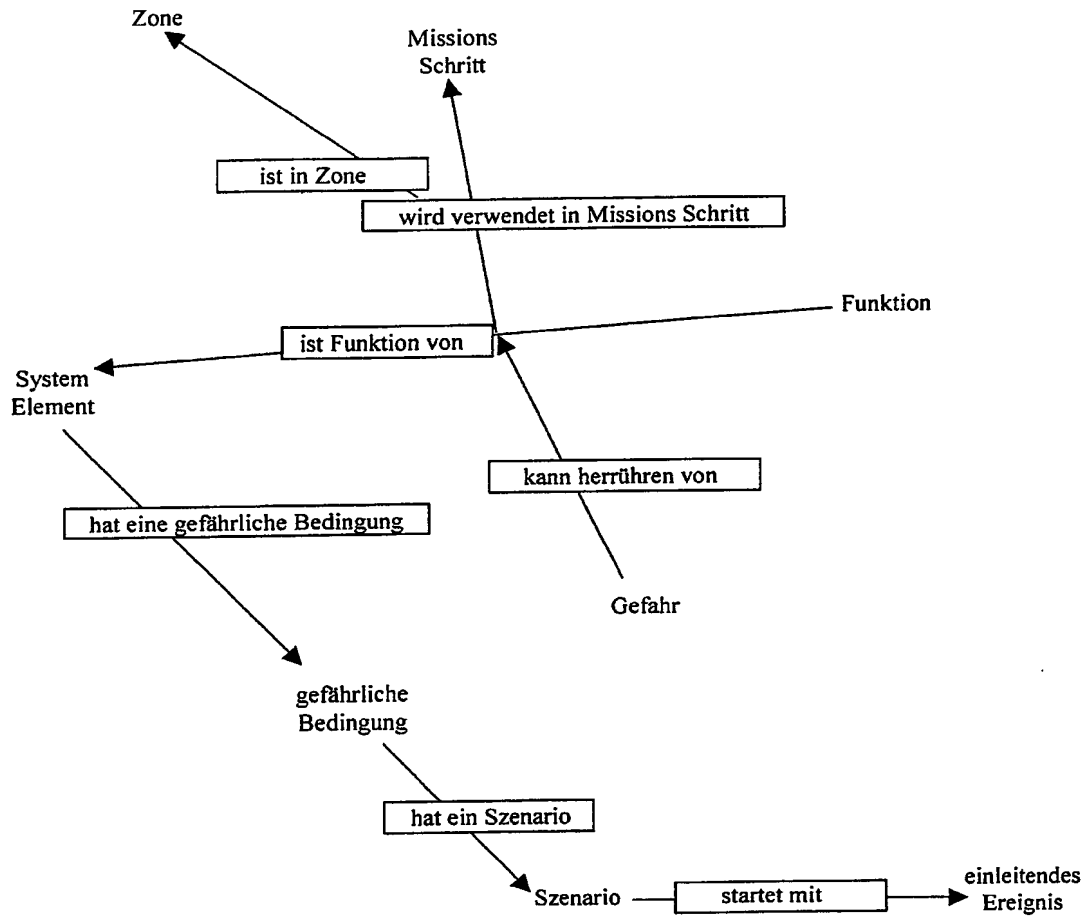 Zone
Missions
Schritt
ist in Zone
wird verwendet in Missions Schritt
Funktion
ist Funktion von
System
Element
kann herrühren von
hat eine gefährliche Bedingung
Gefahr
gefährliche
Bedingung
hat ein Szenario
Szenario
startet mit
einleitendes
Ereignis